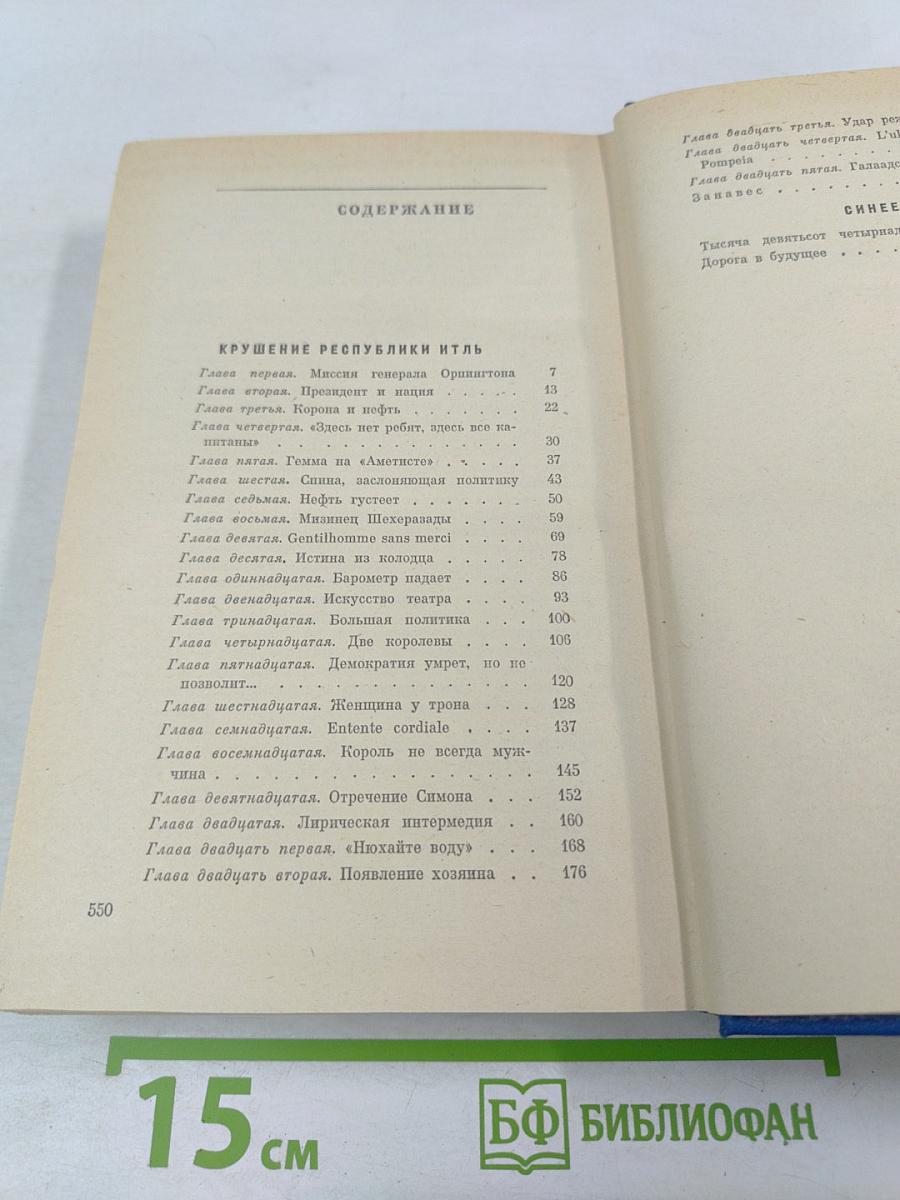 СОДЕРЖАНИЕ
КРУШЕНИЕ РЕСПУБЛИКИ ИТЛЬ
Глава первая. Миссия генерала Орпингтона 7
Глава вторая. Президент и нация . . . . . 13
Глава третья. Корона и нефть . . . . . . . 22
Глава четвертая. «Здесь нет ребят, здесь все ка-
питаны» . . . . . . . . . . . . . . 30
Глава пятая. Гемма на «Аметисте» . . . . . 37
Глава шестая. Спина, заслоняющая политику 43
Глава седьмая. Нефть густеет . . . . . . . 50
Глава восьмая. Мизинец Шехеразады . . . . 59
Глава девятая. Gentilhomme sans merci . . . . 69
Глава десятая. Истина из колодца . . . . . 78
Глава одиннадцатая. Барометр падает . . . . 86
Глава двенадцатая. Искусство театра . . . . 93
Глава тринадцатая. Большая политика . . . 100
Глава четырнадцатая. Две королевы . . . . 106
Глава пятнадцатая. Демократия умрет, но не
позволит... . . . . . . . . . . . . . 120
Глава шестнадцатая. Женщина у трона . . . 128
Глава семнадцатая. Entente cordiale . . . . 137
Глава восемнадцатая. Король не всегда муж-
чина . . . . . . . . . . . . . . . . . 145
Глава девятнадцатая. Отречение Симона . . . 152
Глава двадцатая. Лирическая интермедия . . 160
Глава двадцать первая. «Нюхайте воду» . . . 168
Глава двадцать вторая. Появление хозяина . . 176
550
Глава двадцать третья. Удар
Глава двадцать четвертая.
Pompeia . . . . . . . .
Глава двадцать пятая.
Занавес . . . . . . . .
СИНЕЕ
Тысяча девятьсот
Дорога в будущее . . . .
15 см
БФ БИБЛИОФАН